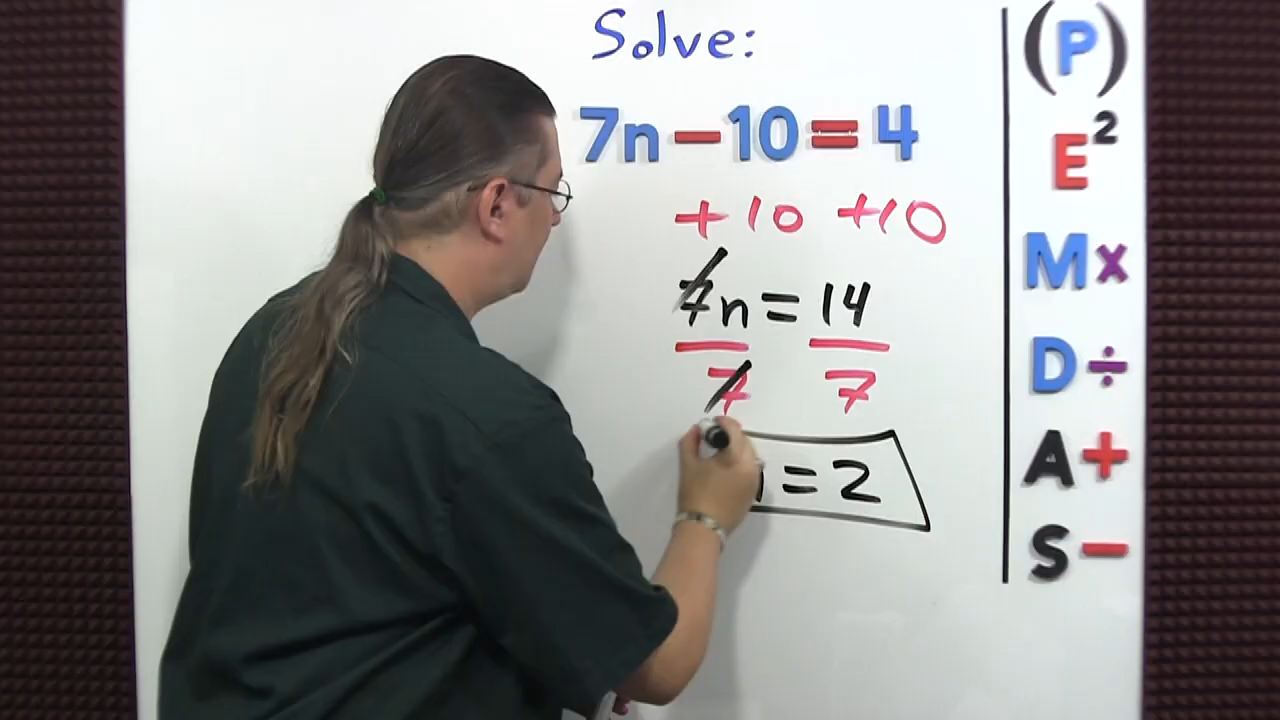 Solve:
7n−10=4
+10 +10
7n=14
7 7
n=2
(P)
E²
M×
D÷
A+
S−